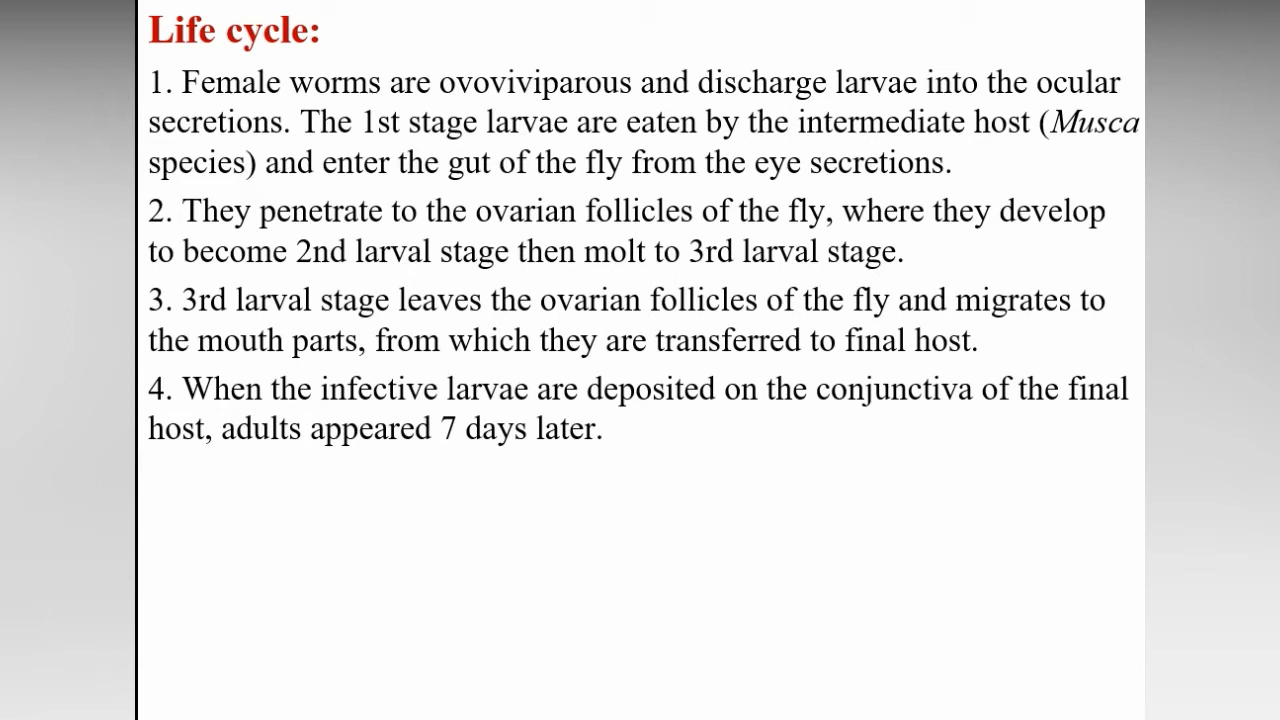 Life cycle:
1. Female worms are ovoviviparous and discharge larvae into the ocular
secretions. The 1st stage larvae are eaten by the intermediate host (Musca
species) and enter the gut of the fly from the eye secretions.
2. They penetrate to the ovarian follicles of the fly, where they develop
to become 2nd larval stage then molt to 3rd larval stage.
3. 3rd larval stage leaves the ovarian follicles of the fly and migrates to
the mouth parts, from which they are transferred to final host.
4. When the infective larvae are deposited on the conjunctiva of the final
host, adults appeared 7 days later.